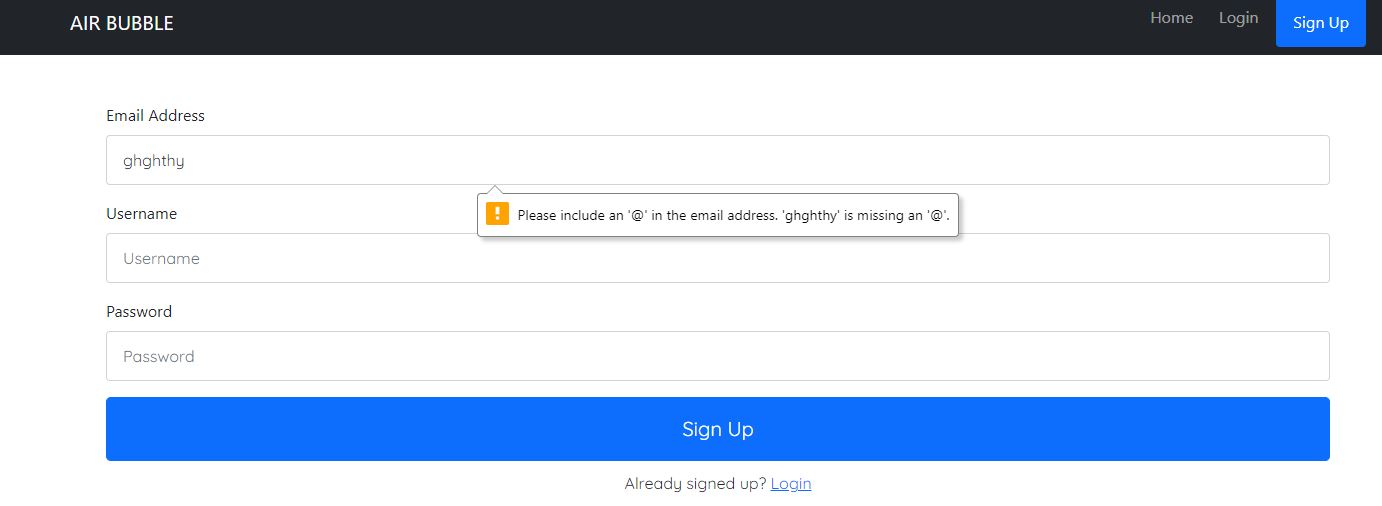 AIR BUBBLE
Home Login Sign Up
Email Address
ghghthy
Please include an '@' in the email address. 'ghghthy' is missing an '@'.
Username
Username
Password
Password
Sign Up
Already signed up? Login